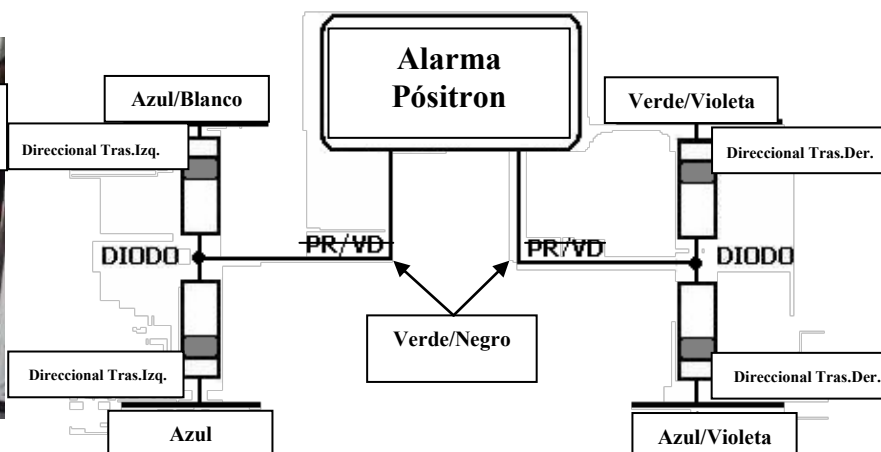 Alarma
Pósitron
Azul/Blanco
Verde/Violeta
Direccional Tras.Izq.
Direccional Tras.Der.
DIODO
PR/VD
PR/VD
DIODO
Verde/Negro
Direccional Tras.Izq.
Direccional Tras.Der.
Azul
Azul/Violeta